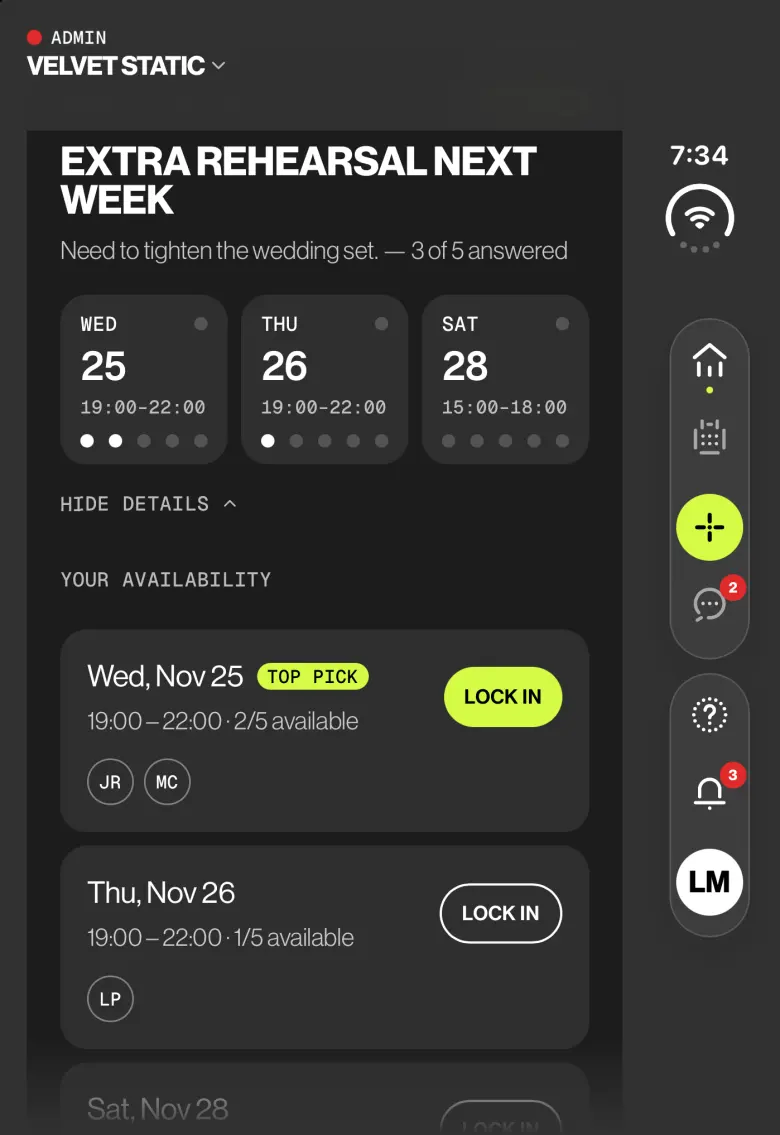 ADMIN
VELVET STATIC
7:34
EXTRA REHEARSAL NEXT
WEEK
Need to tighten the wedding set. — 3 of 5 answered
WED
25
19:00–22:00
THU
26
19:00–22:00
SAT
28
15:00–18:00
HIDE DETAILS
YOUR AVAILABILITY
Wed, Nov 25 TOP PICK
19:00 – 22:00 · 2/5 available
LOCK IN
JR MC
Thu, Nov 26
19:00 – 22:00 · 1/5 available
LOCK IN
LP
Sat, Nov 28
LOCK IN
2
?
3
LM